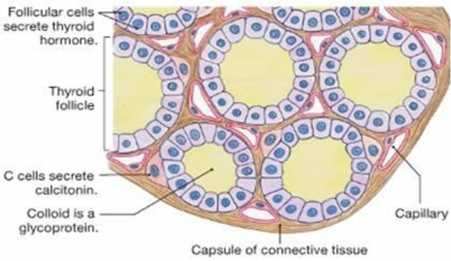 Follicular cells
secrete thyroid
hormone.
Thyroid
follicle
C cells secrete
calcitonin.
Colloid is a
glycoprotein.
Capillary
Capsule of connective tissue